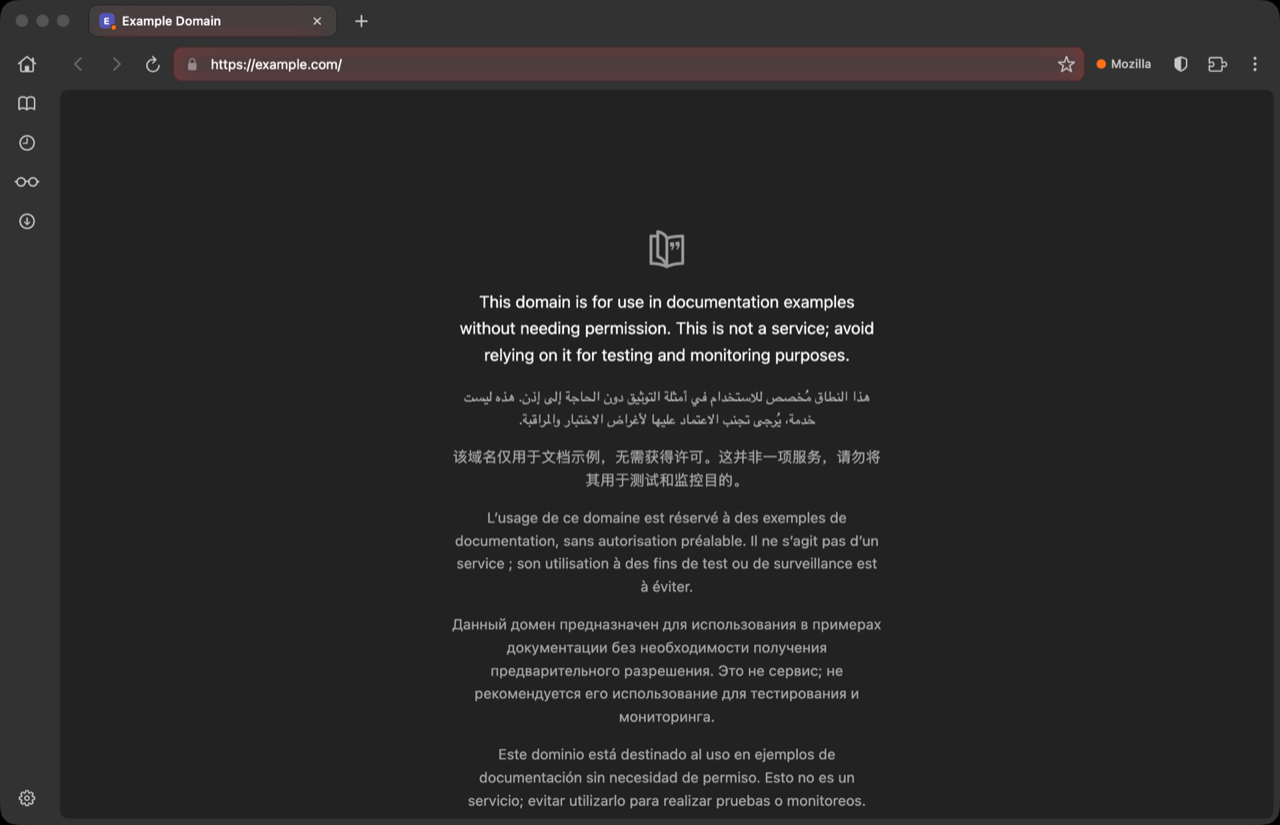 E Example Domain
https://example.com/
Mozilla
This domain is for use in documentation examples
without needing permission. This is not a service; avoid
relying on it for testing and monitoring purposes.
هذا النطاق مُخصص للاستخدام في أمثلة التوثيق دون الحاجة إلى إذن. هذه ليست
خدمة، يُرجى تجنب الاعتماد عليها لأغراض الاختبار والمراقبة.
该域名仅用于文档示例，无需获得许可。这并非一项服务，请勿将
其用于测试和监控目的。
L’usage de ce domaine est réservé à des exemples de
documentation, sans autorisation préalable. Il ne s’agit pas d’un
service ; son utilisation à des fins de test ou de surveillance est
à éviter.
Данный домен предназначен для использования в примерах
документации без необходимости получения
предварительного разрешения. Это не сервис; не
рекомендуется его использование для тестирования и
мониторинга.
Este dominio está destinado al uso en ejemplos de
documentación sin necesidad de permiso. Esto no es un
servicio; evitar utilizarlo para realizar pruebas o monitoreos.